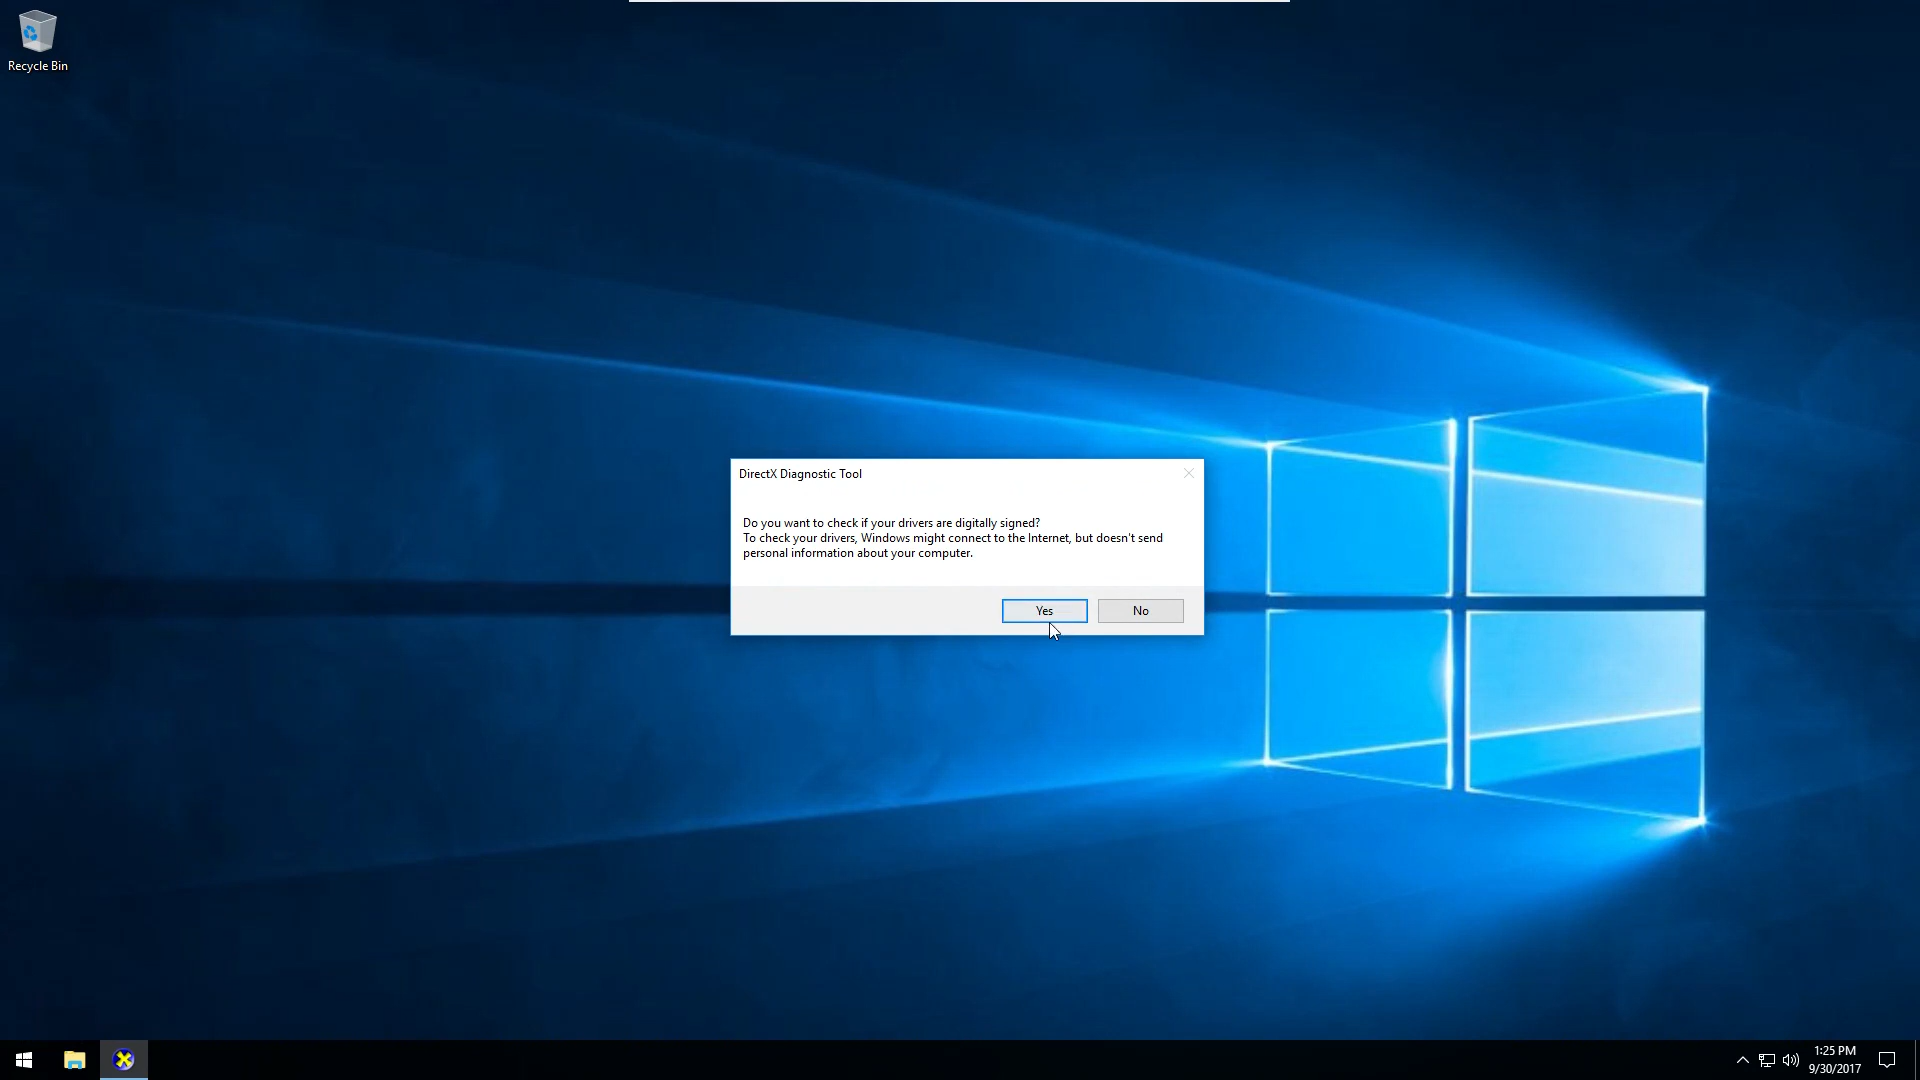 Recycle Bin
DirectX Diagnostic Tool
Do you want to check if your drivers are digitally signed?
To check your drivers, Windows might connect to the Internet, but doesn't send
personal information about your computer.
Yes
No
1:25 PM
9/30/2017